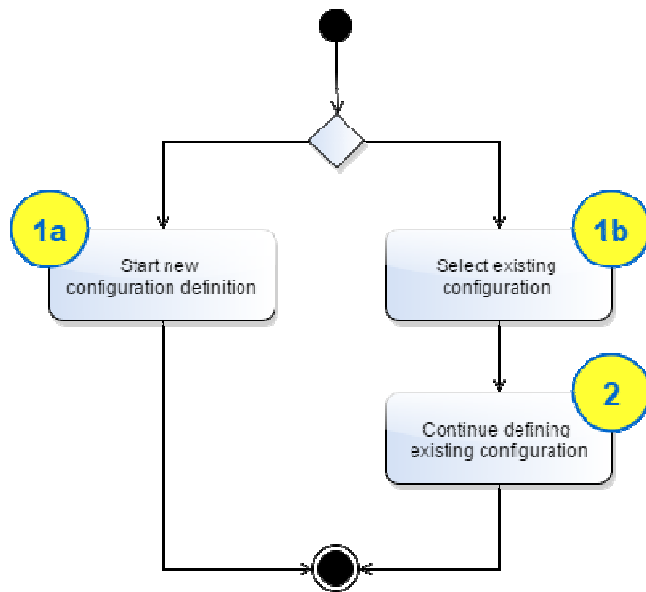 1a
Start new
configuration definition
1b
Select existing
configuration
2
Continue defining
existing configuration